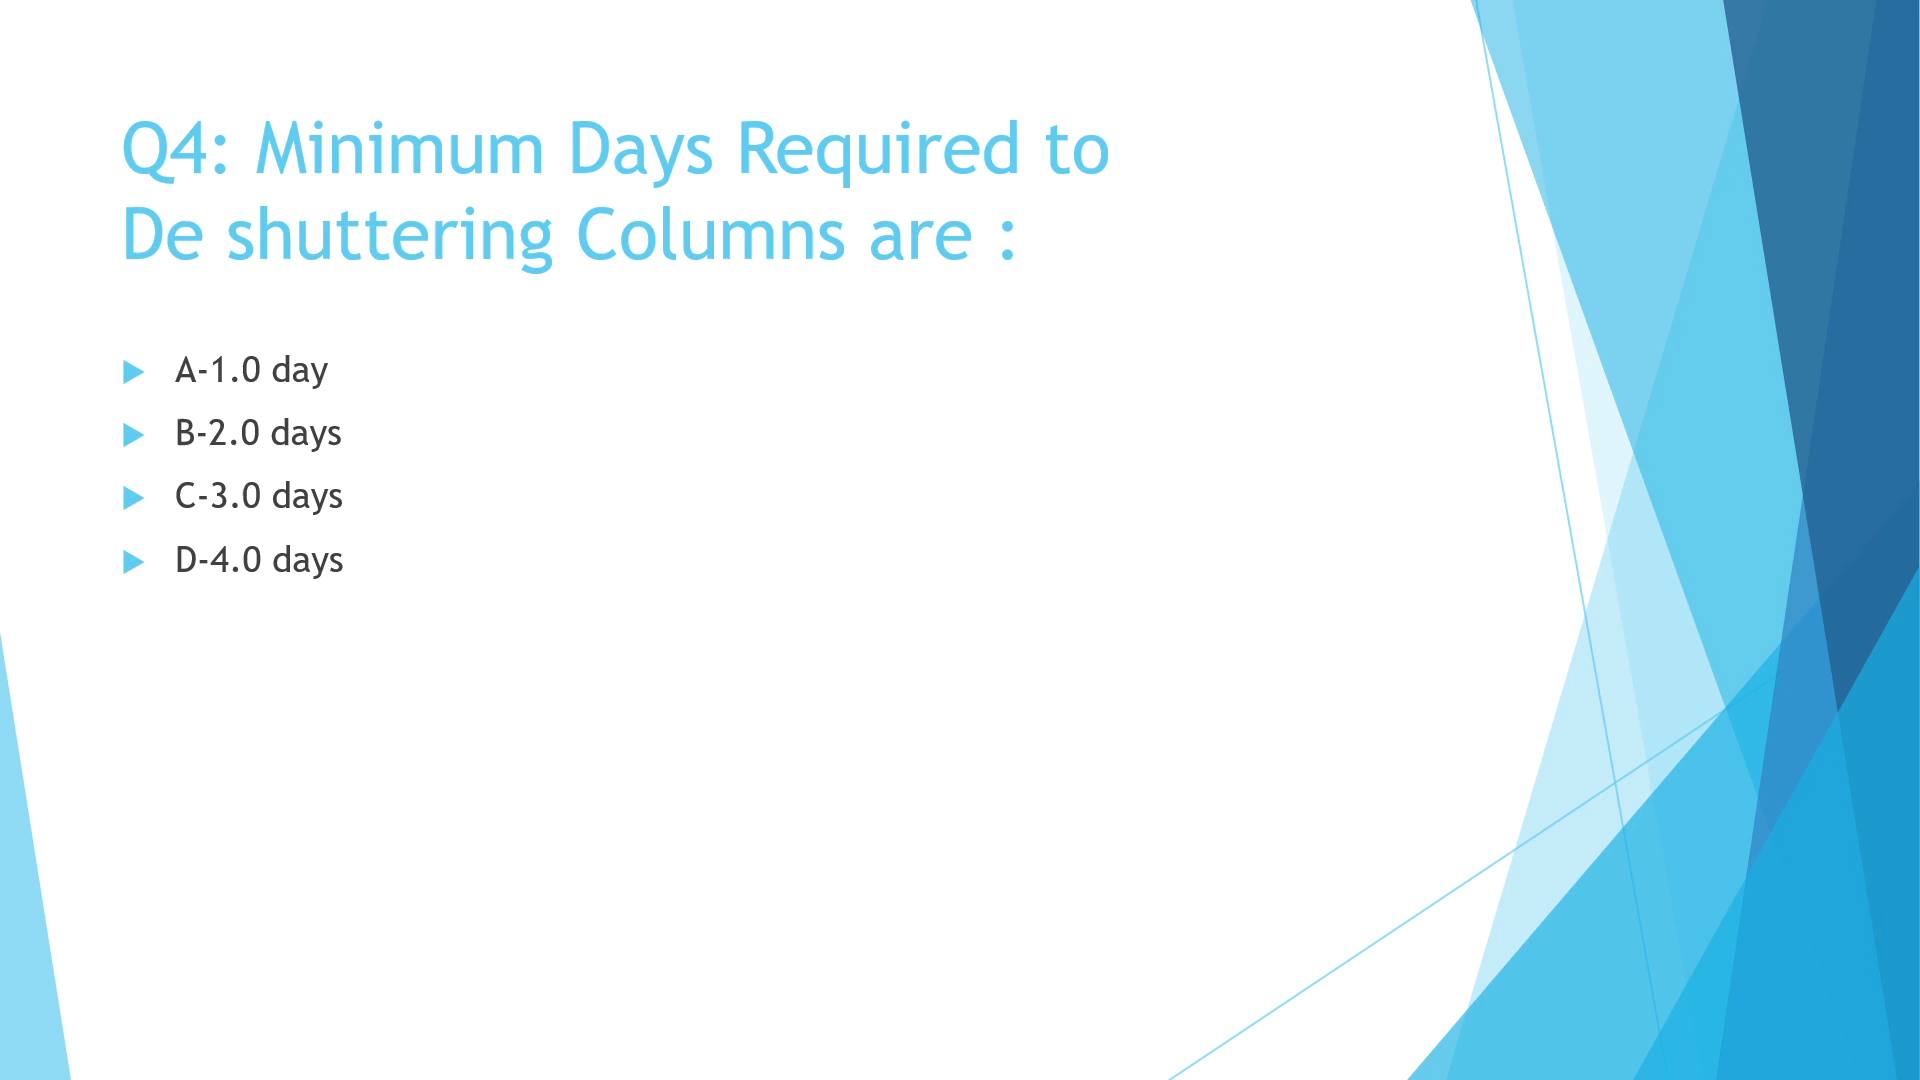 Q4: Minimum Days Required to
De shuttering Columns are :
A-1.0 day
B-2.0 days
C-3.0 days
D-4.0 days